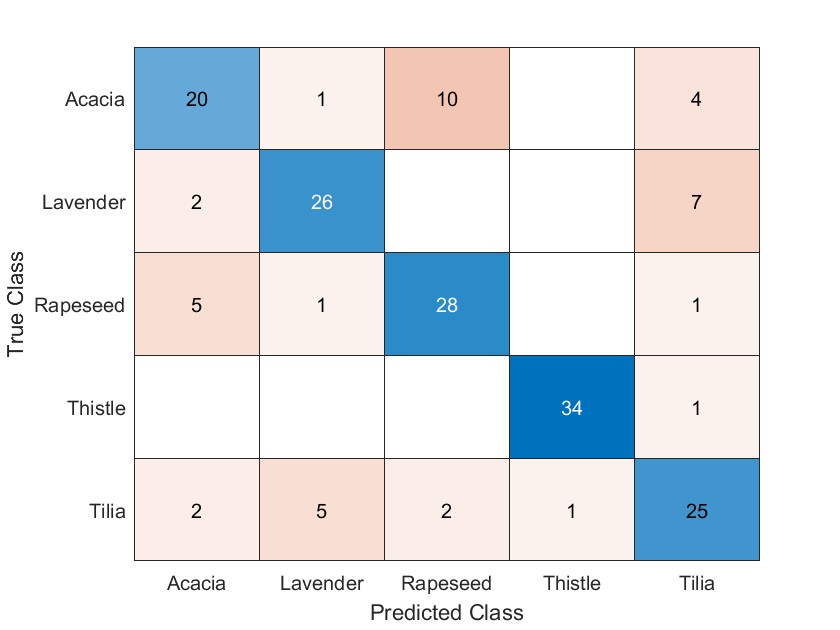 True Class
Acacia 20 1 10 4
Lavender 2 26 7
Rapeseed 5 1 28 1
Thistle 34 1
Tilia 2 5 2 1 25
Acacia Lavender Rapeseed Thistle Tilia
Predicted Class